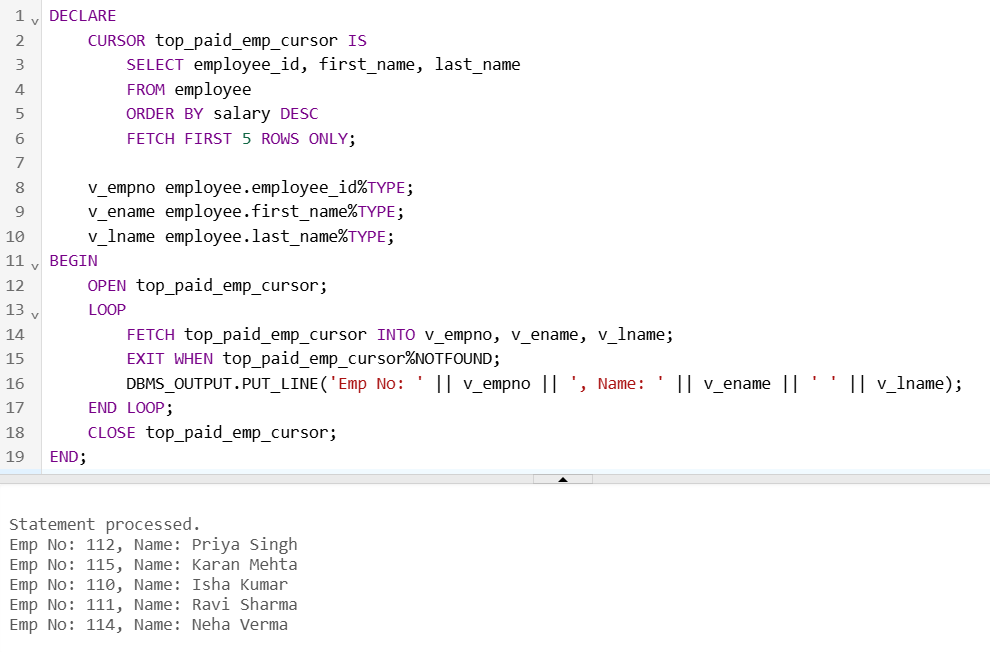 1 DECLARE
2     CURSOR top_paid_emp_cursor IS
3         SELECT employee_id, first_name, last_name
4         FROM employee
5         ORDER BY salary DESC
6         FETCH FIRST 5 ROWS ONLY;
7
8     v_empno employee.employee_id%TYPE;
9     v_ename employee.first_name%TYPE;
10     v_lname employee.last_name%TYPE;
11 BEGIN
12     OPEN top_paid_emp_cursor;
13     LOOP
14         FETCH top_paid_emp_cursor INTO v_empno, v_ename, v_lname;
15         EXIT WHEN top_paid_emp_cursor%NOTFOUND;
16         DBMS_OUTPUT.PUT_LINE('Emp No: ' || v_empno || ', Name: ' || v_ename || ' ' || v_lname);
17     END LOOP;
18     CLOSE top_paid_emp_cursor;
19 END;
Statement processed.
Emp No: 112, Name: Priya Singh
Emp No: 115, Name: Karan Mehta
Emp No: 110, Name: Isha Kumar
Emp No: 111, Name: Ravi Sharma
Emp No: 114, Name: Neha Verma